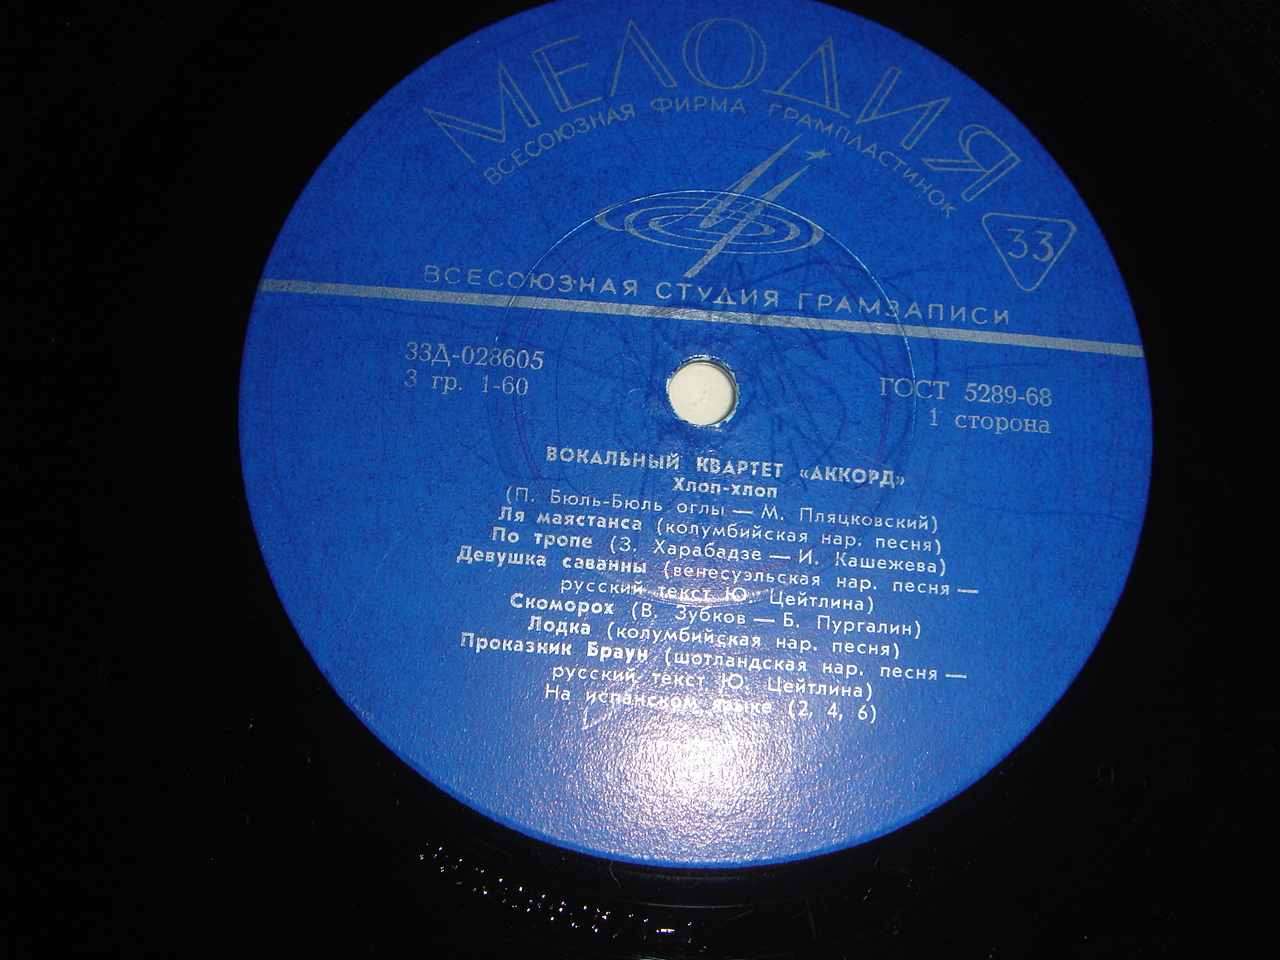 МЕЛОДИЯ
ВСЕСОЮЗНАЯ ФИРМА ГРАМПЛАСТИНОК
33
ВСЕСОЮЗНАЯ СТУДИЯ ГРАМЗАПИСИ
33Д-028605
3 гр. 1-60
ГОСТ 5289-68
1 сторона
ВОКАЛЬНЫЙ КВАРТЕТ «АККОРД»
Хлоп-хлоп
(П. Бюль-Бюль оглы — М. Пляцковский)
Ля маястанса (колумбийская нар. песня)
По тропе (З. Харабадзе — И. Кашежева)
Девушка саванны (венесуэльская нар. песня —
русский текст Ю. Цейтлина)
Скоморох (В. Зубков — Б. Пургалин)
Лодка (колумбийская нар. песня)
Проказник Браун (шотландская нар. песня —
русский текст Ю. Цейтлина)
На испанском языке (2, 4, 6)